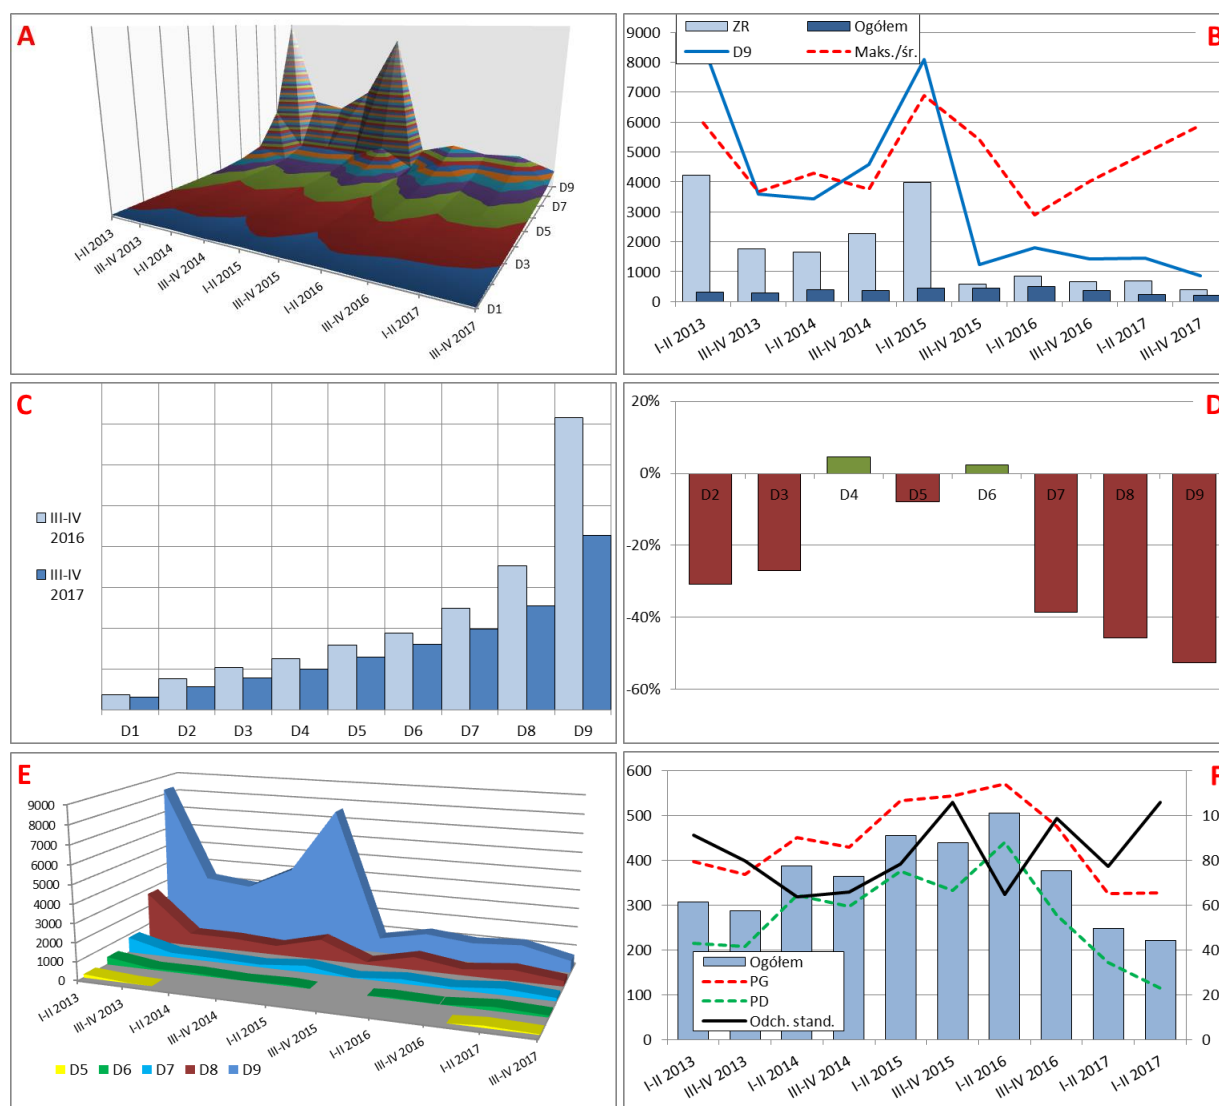 A
I-II 2013
III-IV 2013
I-II 2014
III-IV 2014
I-II 2015
III-IV 2015
I-II 2016
III-IV 2016
I-II 2017
III-IV 2017
D1
D3
D5
D7
D9
B
ZR
Ogółem
D9
Maks./śr.
9000
8000
7000
6000
5000
4000
3000
2000
1000
0
I-II 2013
III-IV 2013
I-II 2014
III-IV 2014
I-II 2015
III-IV 2015
I-II 2016
III-IV 2016
I-II 2017
III-IV 2017
C
III-IV
2016
III-IV
2017
D1
D2
D3
D4
D5
D6
D7
D8
D9
D
20%
0%
-20%
-40%
-60%
D2
D3
D4
D5
D6
D7
D8
D9
E
9000
8000
7000
6000
5000
4000
3000
2000
1000
0
I-II 2013
III-IV 2013
I-II 2014
III-IV 2014
I-II 2015
III-IV 2015
I-II 2016
III-IV 2016
I-II 2017
III-IV 2017
D5 D6 D7 D8 D9
F
600
500
400
300
200
100
0
Ogółem
PG
PD
Odch. stand.
10
80
60
40
20
0
I-II 2013
III-IV 2013
I-II 2014
III-IV 2014
I-II 2015
III-IV 2015
I-II 2016
III-IV 2016
I-II 2017
I-II 2017